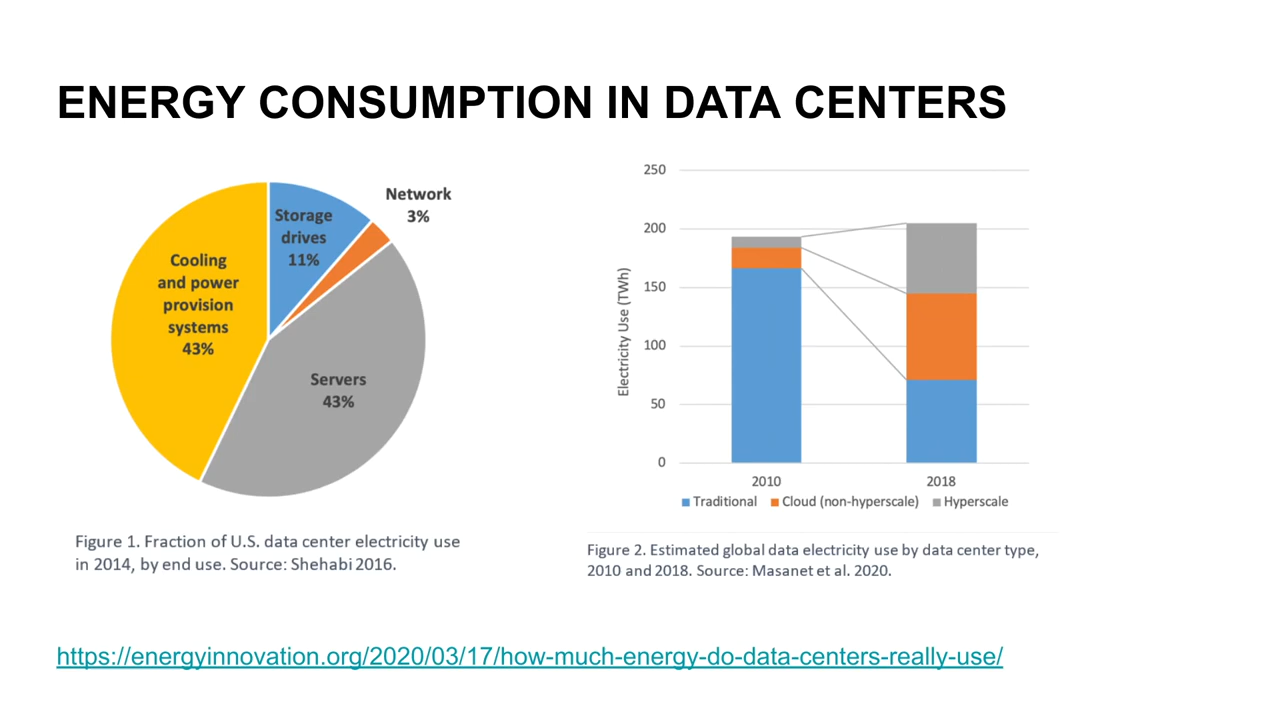 ENERGY CONSUMPTION IN DATA CENTERS
Network
3%
Storage
drives
11%
Cooling
and power
provision
systems
43%
Servers
43%
Figure 1. Fraction of U.S. data center electricity use
in 2014, by end use. Source: Shehabi 2016.
250
200
150
100
50
0
Electricity Use (TWh)
2010
2018
Traditional
Cloud (non-hyperscale)
Hyperscale
Figure 2. Estimated global data electricity use by data center type,
2010 and 2018. Source: Masanet et al. 2020.
https://energyinnovation.org/2020/03/17/how-much-energy-do-data-centers-really-use/